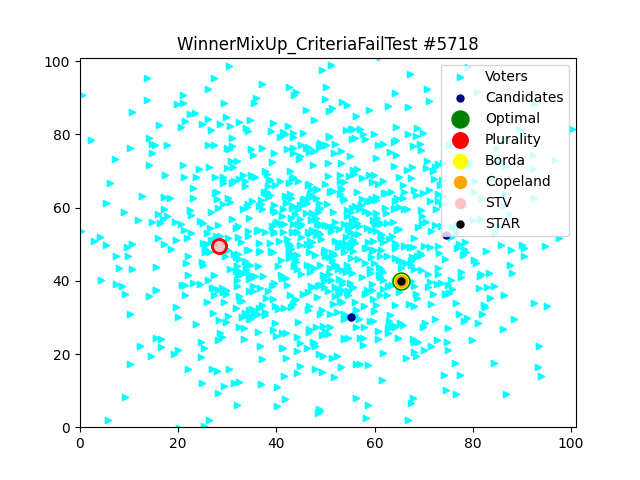 WinnerMixUp_CriteriaFailTest #5718
100
80
60
40
20
0
0
20
40
60
80
100
Voters
Candidates
Optimal
Plurality
Borda
Copeland
STV
STAR